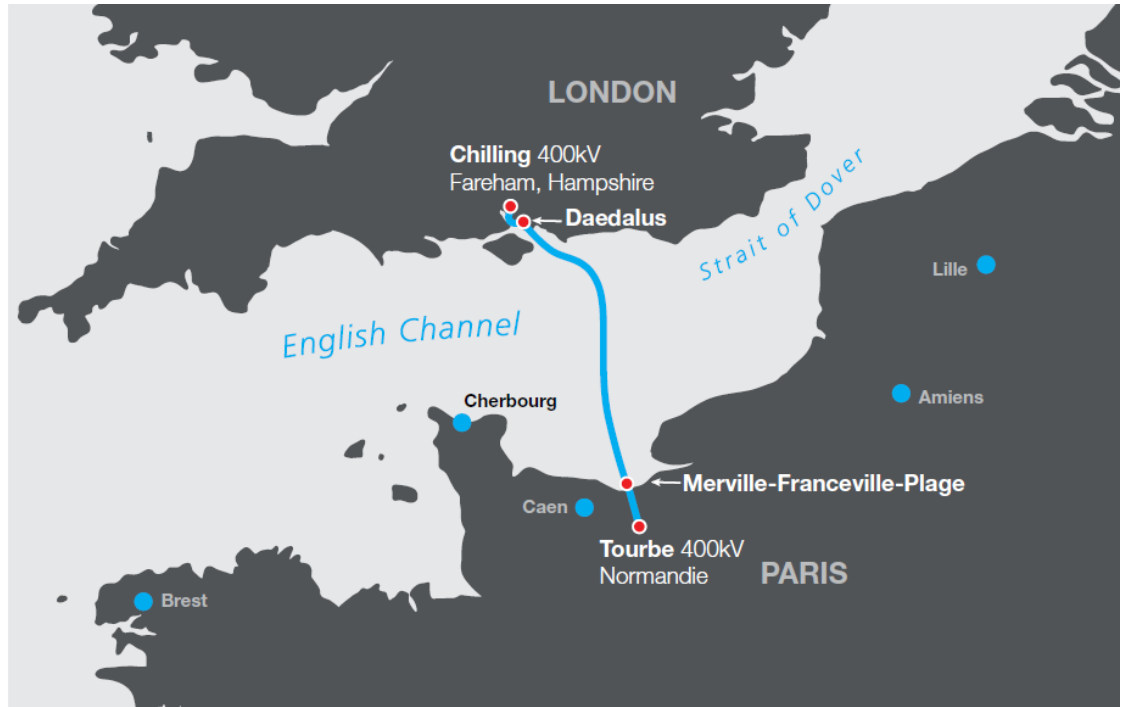 LONDON
Chilling 400kV
Fareham, Hampshire
Daedalus
Strait of Dover
Lille
English Channel
Amiens
Cherbourg
Merville-Franceville-Plage
Caen
Tourbe 400kV
Normandie
PARIS
Brest